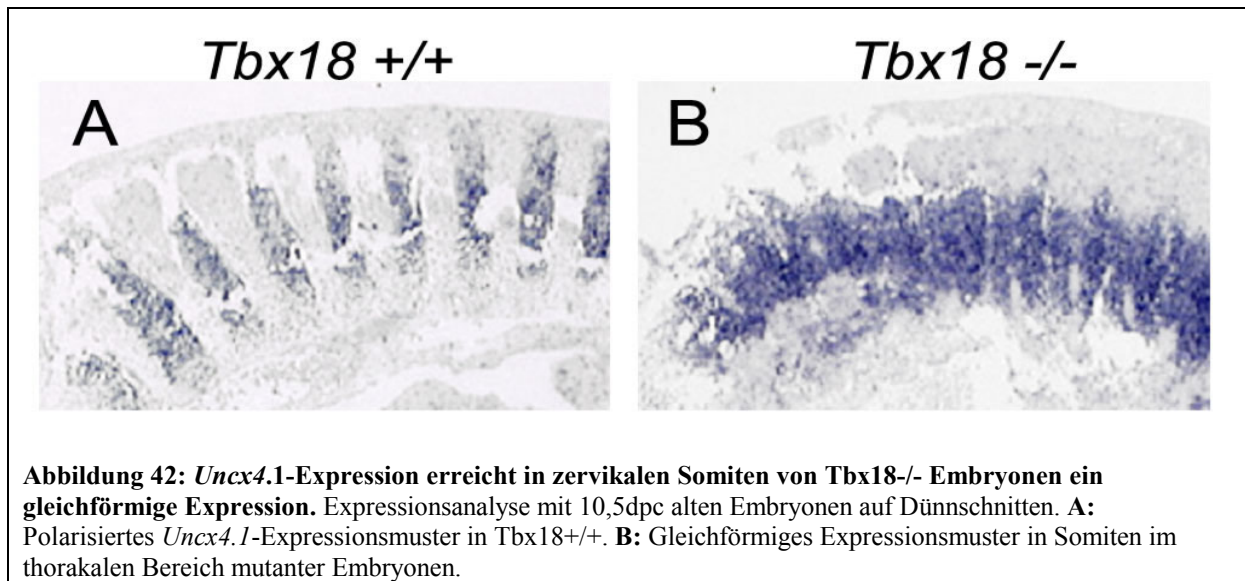 Tbx18 +/+
Tbx18 -/-
A
B
Abbildung 42: Uncx4.1-Expression erreicht in zervikalen Somiten von Tbx18-/- Embryonen ein
gleichförmige Expression. Expressionsanalyse mit 10,5dpc alten Embryonen auf Dünnschnitten. A:
Polarisiertes Uncx4.1-Expressionsmuster in Tbx18+/+. B: Gleichförmiges Expressionsmuster in Somiten im
thorakalen Bereich mutanter Embryonen.